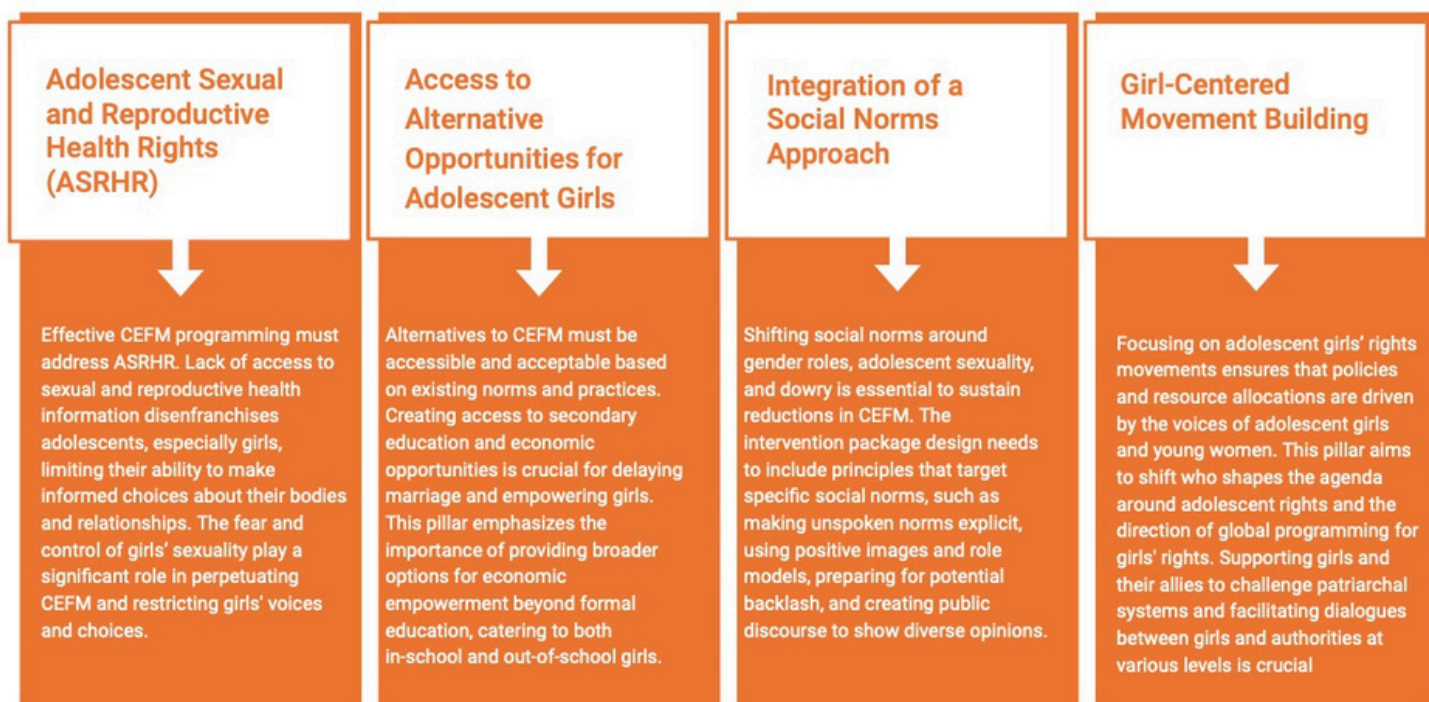 Adolescent Sexual
and Reproductive
Health Rights
(ASRHR)
Effective CEFM programming must
address ASRHR. Lack of access to
sexual and reproductive health
information disenfranchises
adolescents, especially girls,
limiting their ability to make
informed choices about their bodies
and relationships. The fear and
control of girls’ sexuality play a
significant role in perpetuating
CEFM and restricting girls' voices
and choices.
Access to
Alternative
Opportunities for
Adolescent Girls
Alternatives to CEFM must be
accessible and acceptable based
on existing norms and practices.
Creating access to secondary
education and economic
opportunities is crucial for delaying
marriage and empowering girls.
This pillar emphasizes the
importance of providing broader
options for economic
empowerment beyond formal
education, catering to both
in-school and out-of-school girls.
Integration of a
Social Norms
Approach
Shifting social norms around
gender roles, adolescent sexuality,
and dowry is essential to sustain
reductions in CEFM. The
intervention package design needs
to include principles that target
specific social norms, such as
making unspoken norms explicit,
using positive images and role
models, preparing for potential
backlash, and creating public
discourse to show diverse opinions.
Girl-Centered
Movement Building
Focusing on adolescent girls’ rights
movements ensures that policies
and resource allocations are driven
by the voices of adolescent girls
and young women. This pillar aims
to shift who shapes the agenda
around adolescent rights and the
direction of global programming for
girls' rights. Supporting girls and
their allies to challenge patriarchal
systems and facilitating dialogues
between girls and authorities at
various levels is crucial